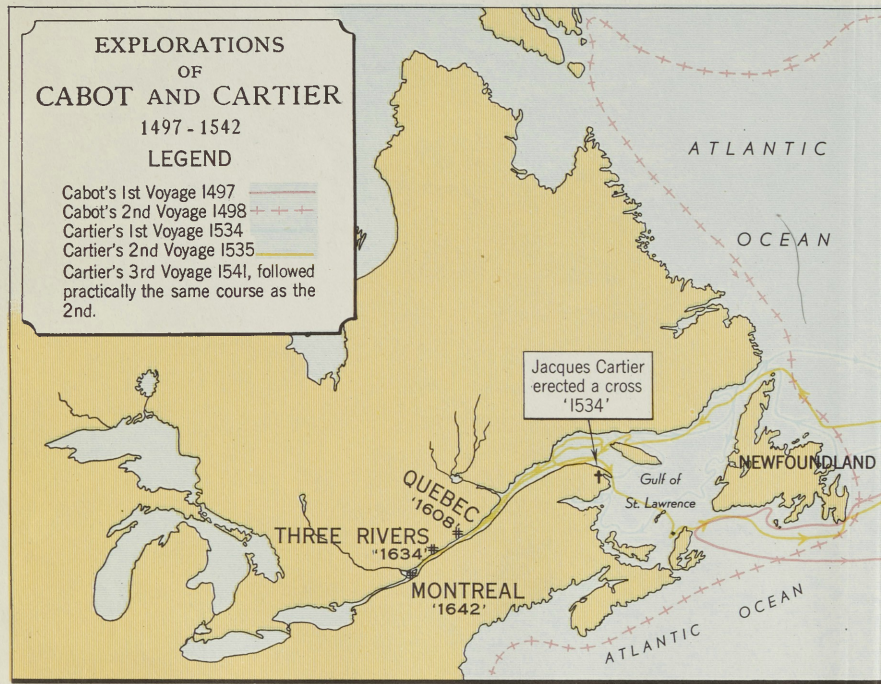 EXPLORATIONS
OF
CABOT AND CARTIER
1497 - 1542
LEGEND
Cabot's 1st Voyage 1497
Cabot's 2nd Voyage 1498
Cartier's 1st Voyage 1534
Cartier's 2nd Voyage 1535
Cartier's 3rd Voyage 1541, followed
practically the same course as the
2nd.
ATLANTIC
OCEAN
Jacques Cartier
erected a cross
'1534'
NEWFOUNDLAND
Gulf of
St. Lawrence
QUEBEC
'1608'
THREE RIVERS
"1634"
MONTREAL
'1642'
ATLANTIC OCEAN